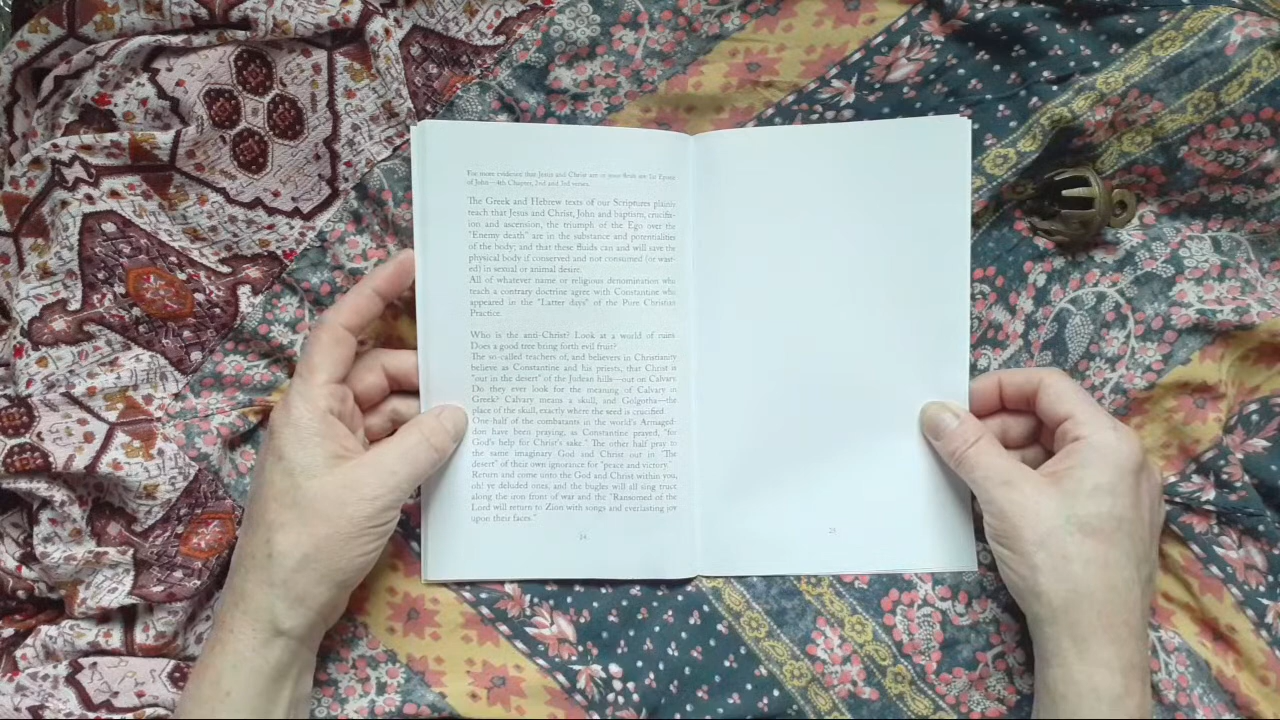 For more evidence that Jesus and Christ are in your flesh see 1st Epistle
of John—4th Chapter, 2nd and 3rd verses.
The Greek and Hebrew texts of our Scriptures plainly
teach that Jesus and Christ, John and baptism, crucifix-
ion and ascension, the triumph of the Ego over the
"Enemy death" are in the substance and potentialities
of the body; and that these fluids can and will save the
physical body if conserved and not consumed (or wast-
ed) in sexual or animal desire.
All of whatever name or religious denomination who
teach a contrary doctrine agree with Constantine who
appeared in the "Latter days" of the Pure Christian
Practice.
Who is the anti-Christ? Look at a world of ruins.
Does a good tree bring forth evil fruit?
The so-called teachers of, and believers in Christianity
believe as Constantine and his priests, that Christ is
"out in the desert" of the Judean hills—out on Calvary.
Do they ever look for the meaning of Calvary in
Greek? Calvary means a skull, and Golgotha—the
place of the skull, exactly where the seed is crucified.
One-half of the combatants in the world's Armaged-
don have been praying, as Constantine prayed, "for
God's help for Christ's sake." The other half pray to
the same imaginary God and Christ out in "The
desert" of their own ignorance for "peace and victory."
Return and come unto the God and Christ within you,
oh! ye deluded ones, and the bugles will all sing truce
along the iron front of war and the "Ransomed of the
Lord will return to Zion with songs and everlasting joy
upon their faces."
24
25